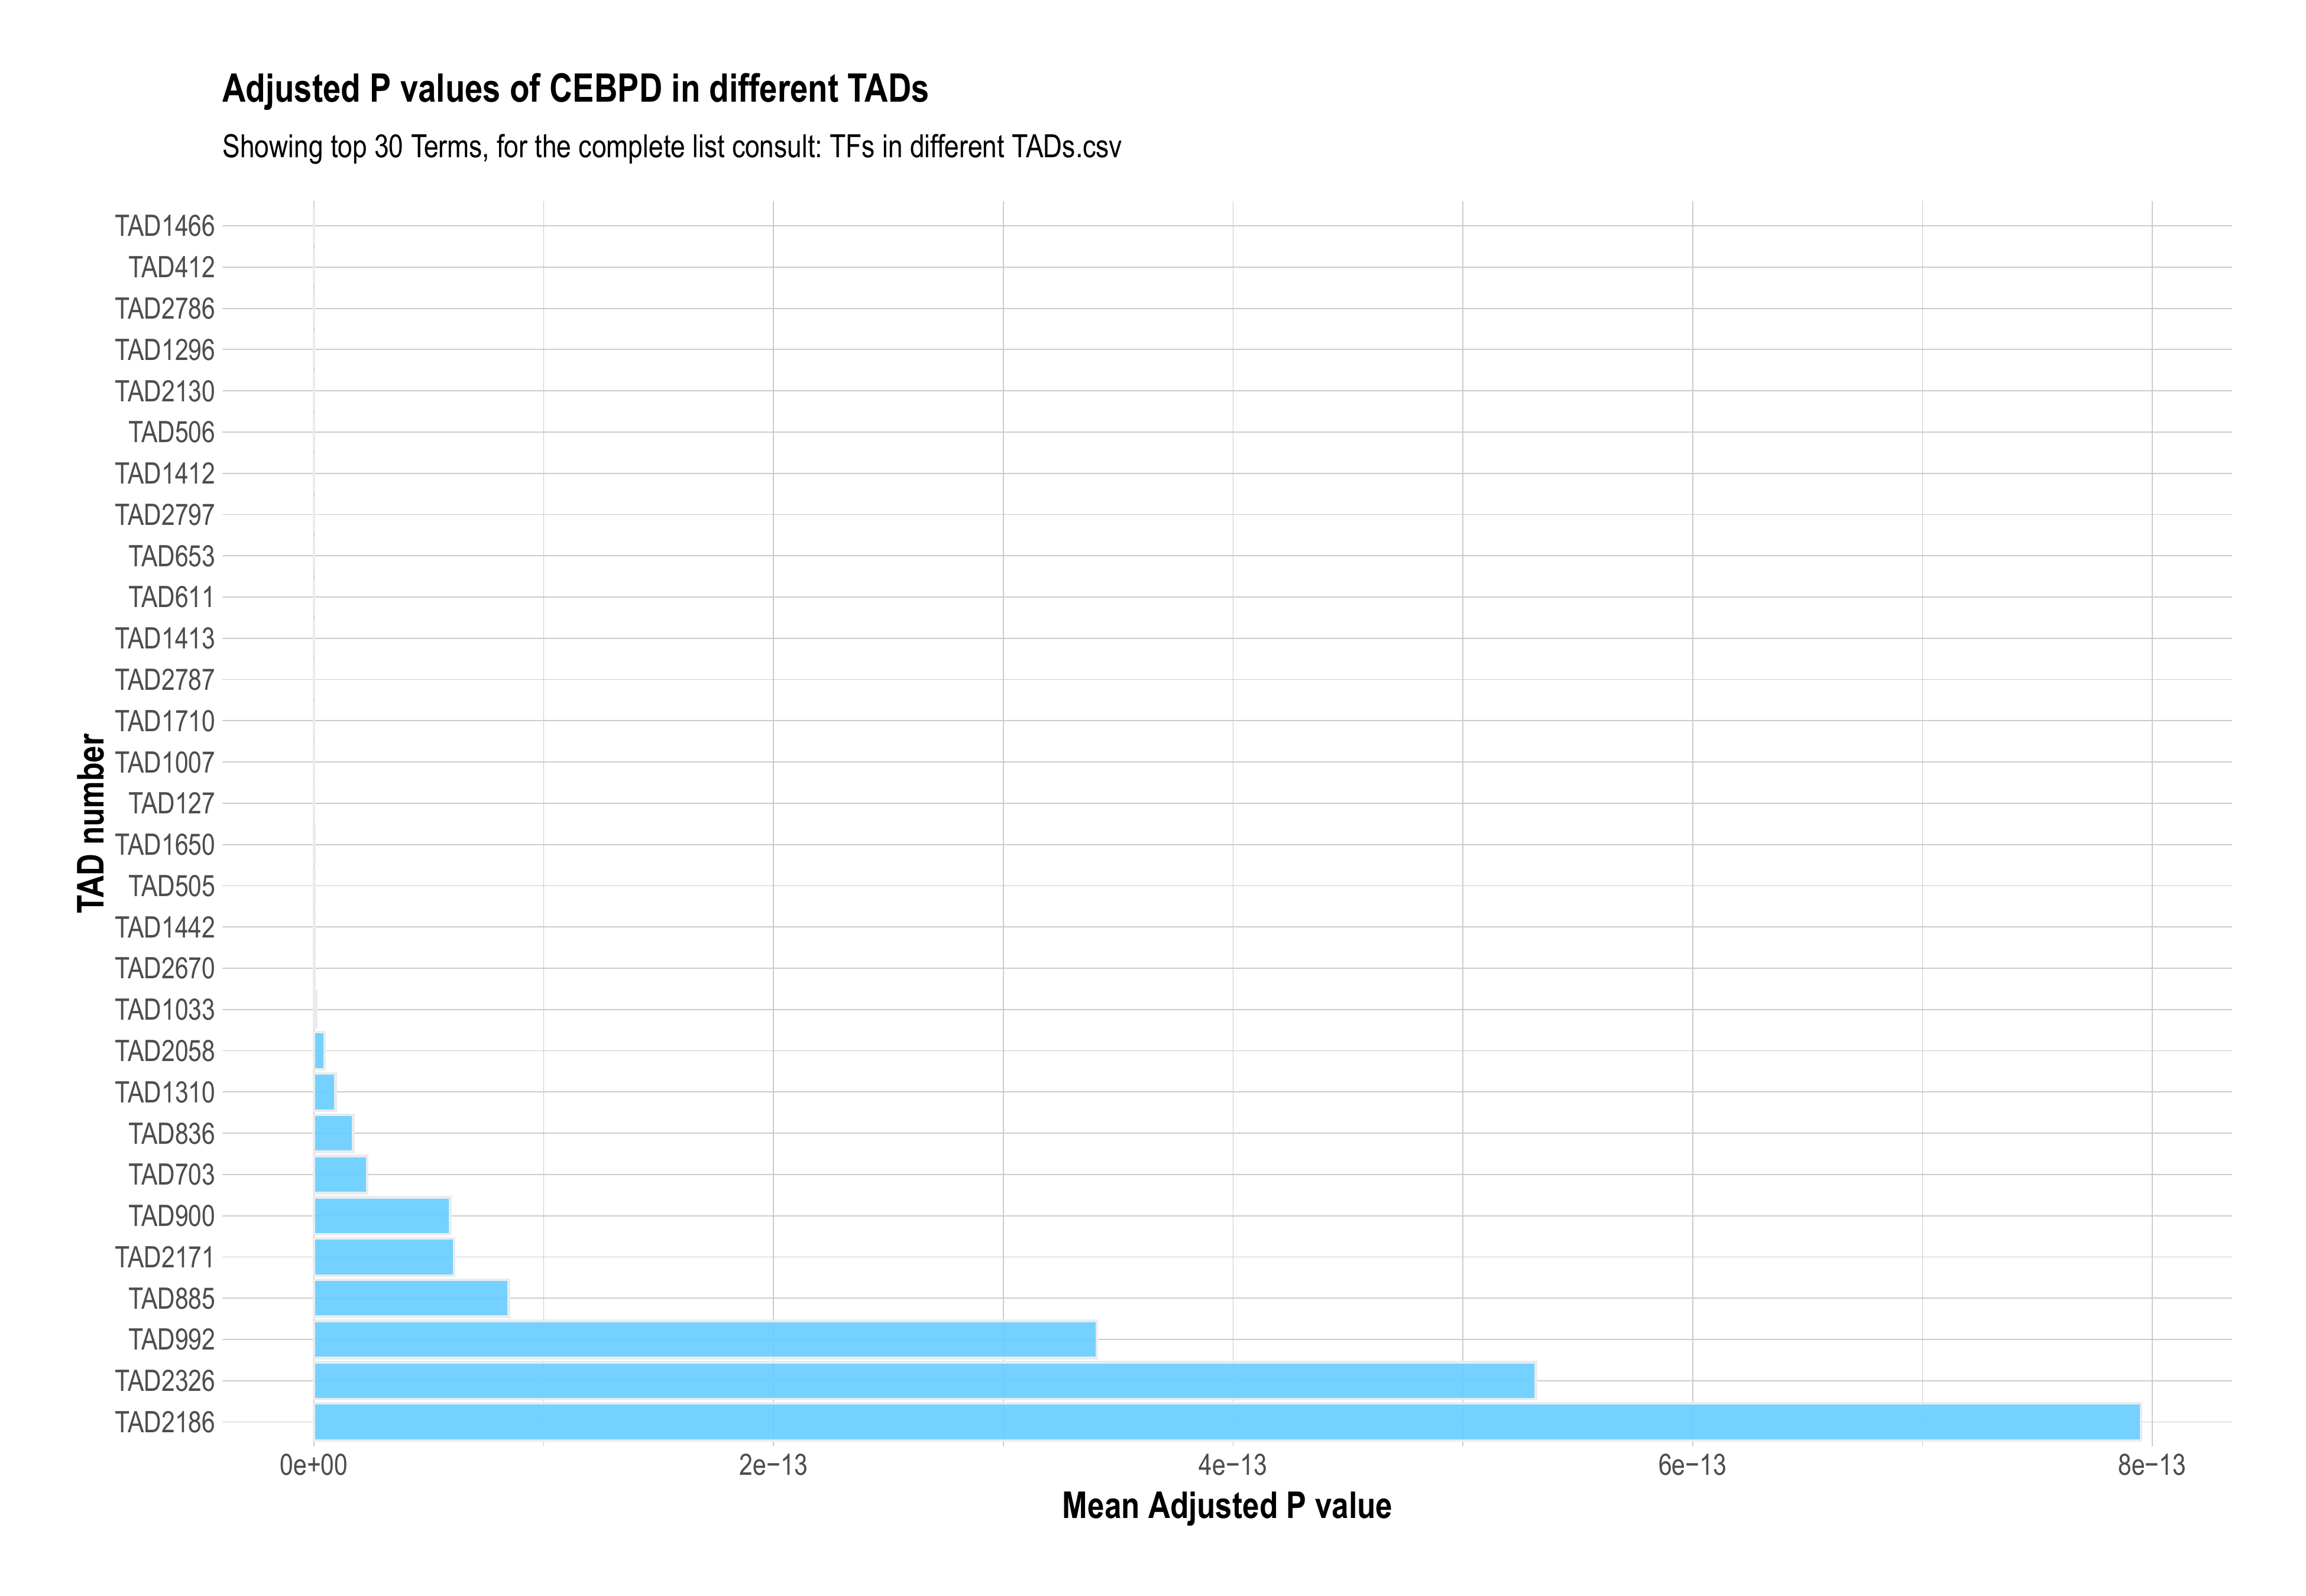 Adjusted P values of CEBPD in different TADs
Showing top 30 Terms, for the complete list consult: TFs in different TADs.csv
TAD number
TAD1466
TAD412
TAD2786
TAD1296
TAD2130
TAD506
TAD1412
TAD2797
TAD653
TAD611
TAD1413
TAD2787
TAD1710
TAD1007
TAD127
TAD1650
TAD505
TAD1442
TAD2670
TAD1033
TAD2058
TAD1310
TAD836
TAD703
TAD900
TAD2171
TAD885
TAD992
TAD2326
TAD2186
0e+00 2e−13 4e−13 6e−13 8e−13
Mean Adjusted P value